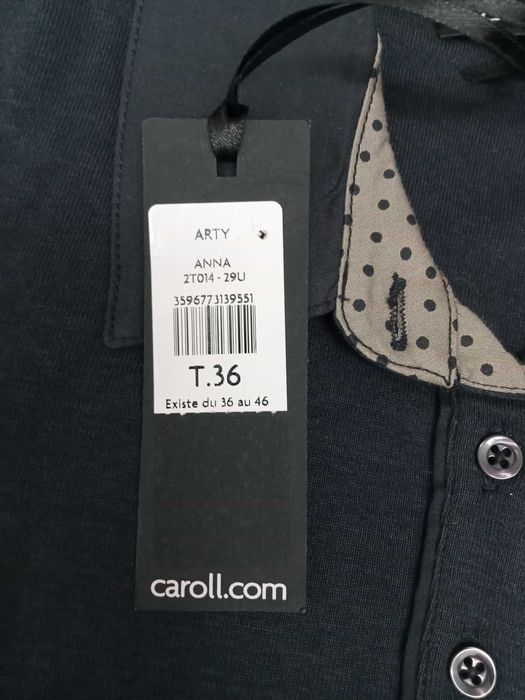 ARTY
ANNA
2T014 - 29U
3596773139551
T.36
Existe du 36 au 46
caroll.com